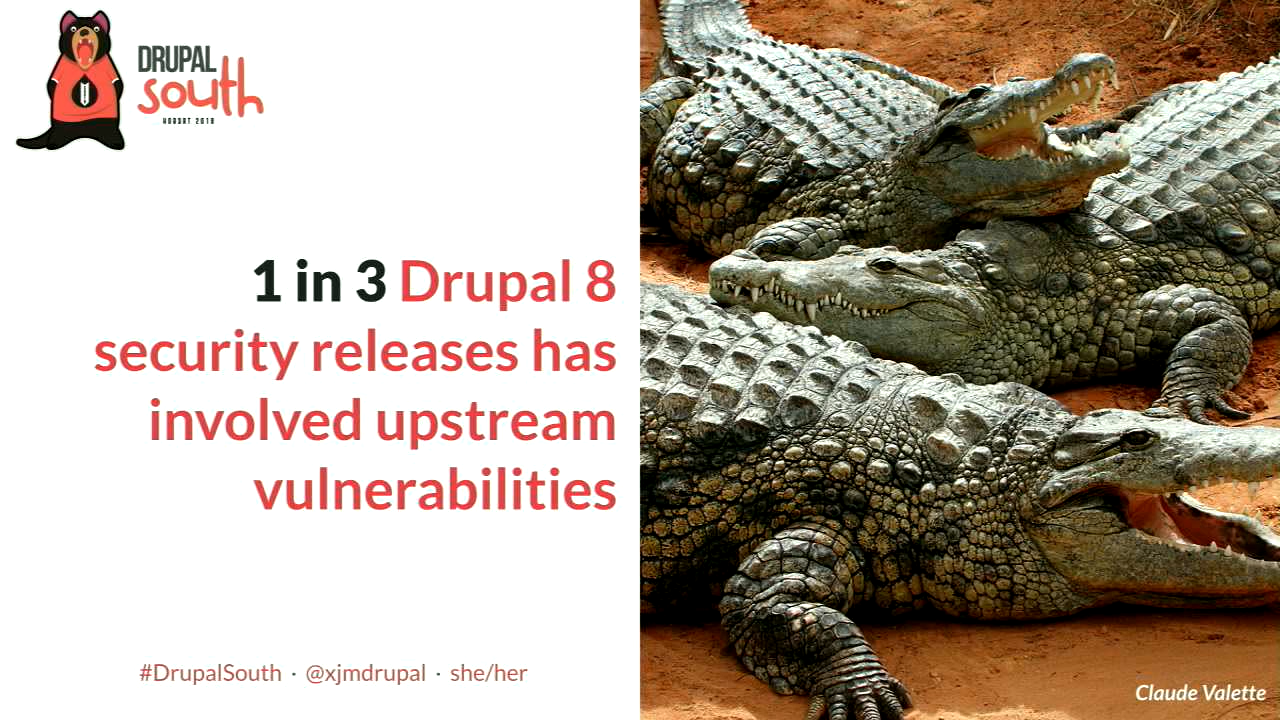 DRUPAL
south
HOBART 2019
1 in 3 Drupal 8
security releases has
involved upstream
vulnerabilities
#DrupalSouth · @xjmdrupal · she/her
Claude Valette